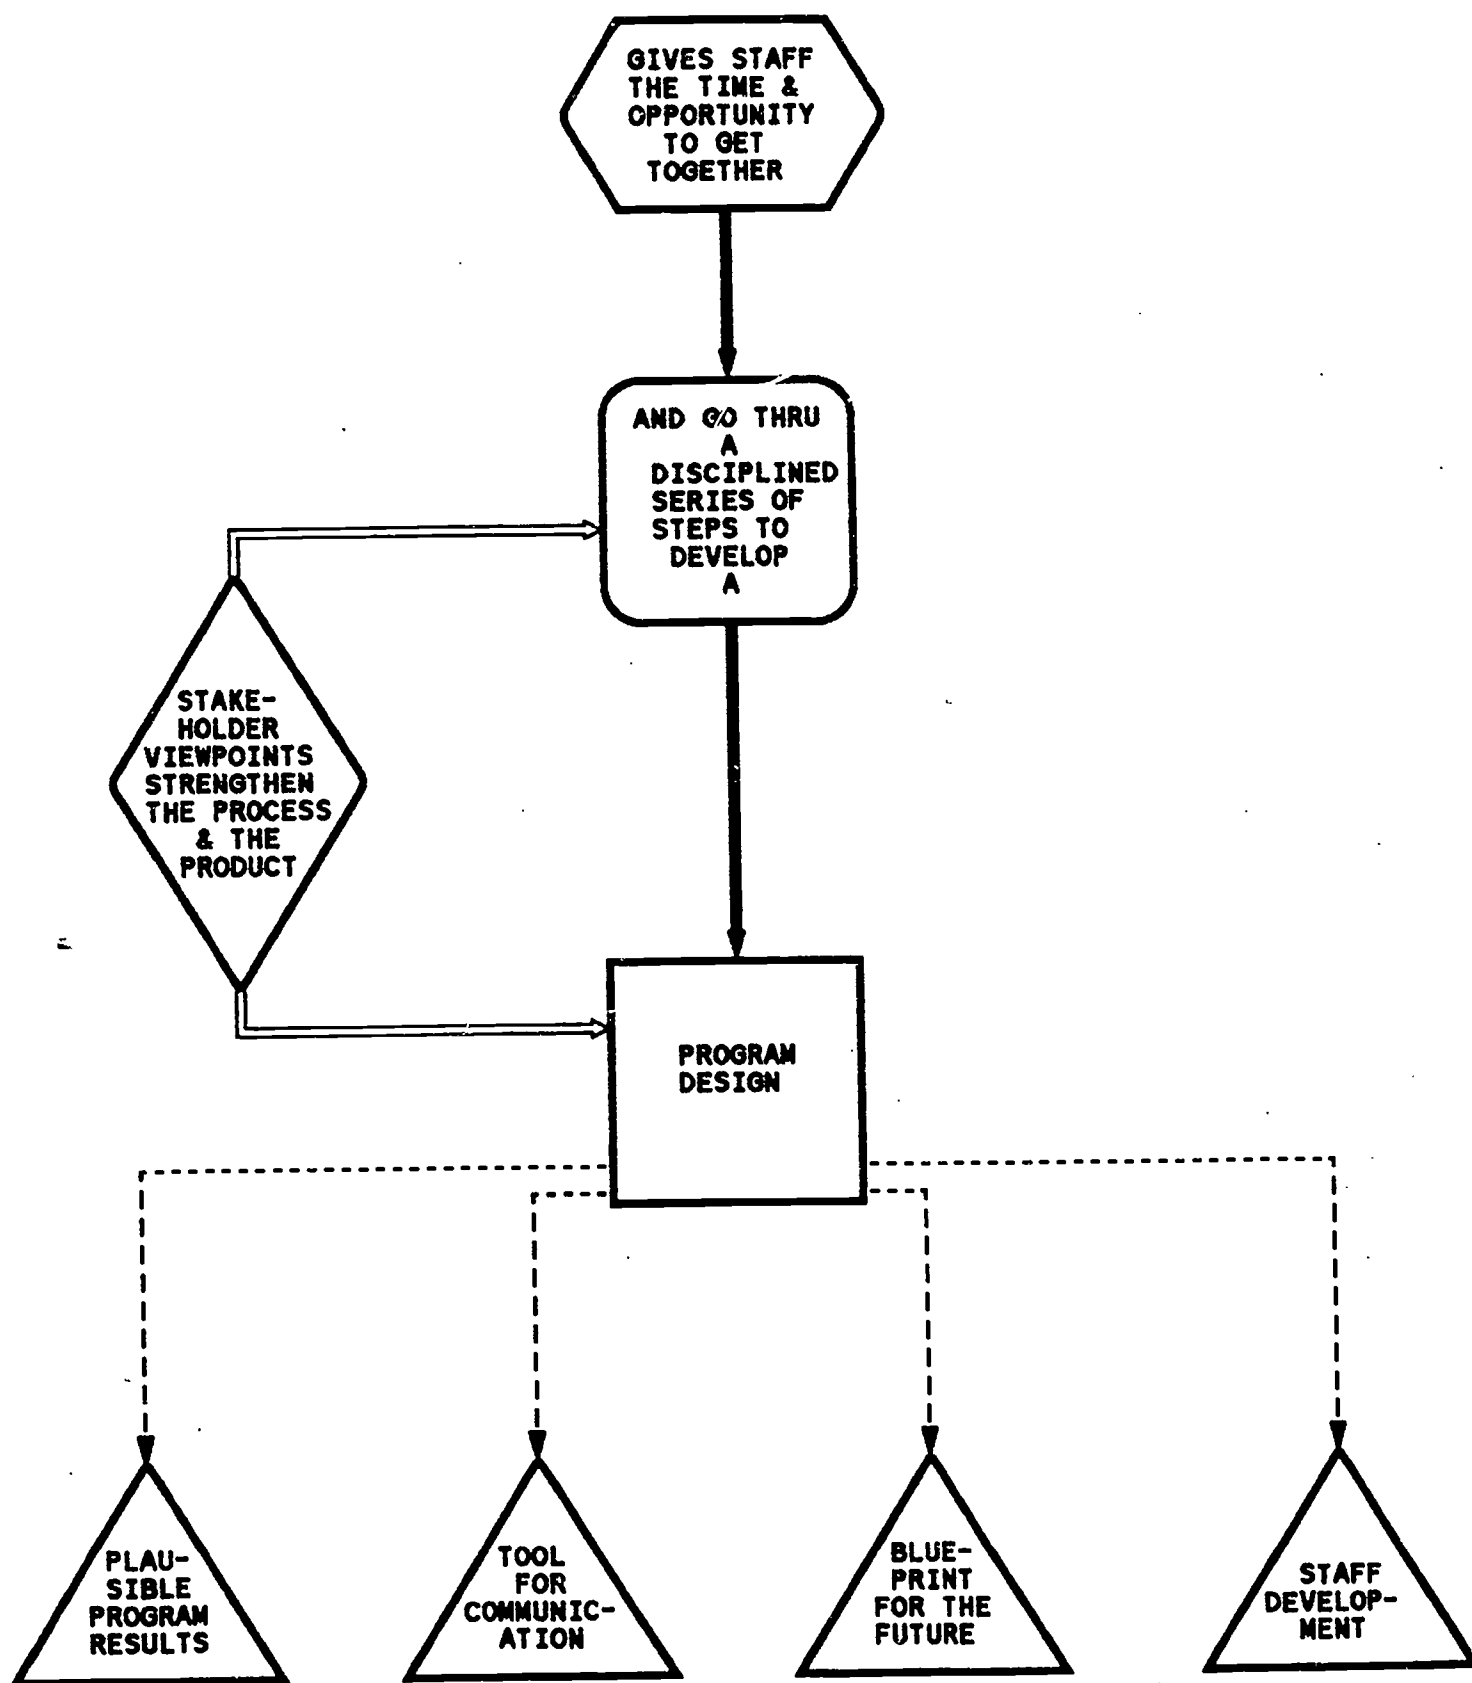 GIVES STAFF
THE TIME &
OPPORTUNITY
TO GET
TOGETHER
AND GO THRU
A
DISCIPLINED
SERIES OF
STEPS TO
DEVELOP
A
STAKE-
HOLDER
VIEWPOINTS
STRENGTHEN
THE PROCESS
& THE
PRODUCT
PROGRAM
DESIGN
PLAU-
SIBLE
PROGRAM
RESULTS
TOOL
FOR
COMMUNIC-
ATION
BLUE-
PRINT
FOR THE
FUTURE
STAFF
DEVELOP-
MENT